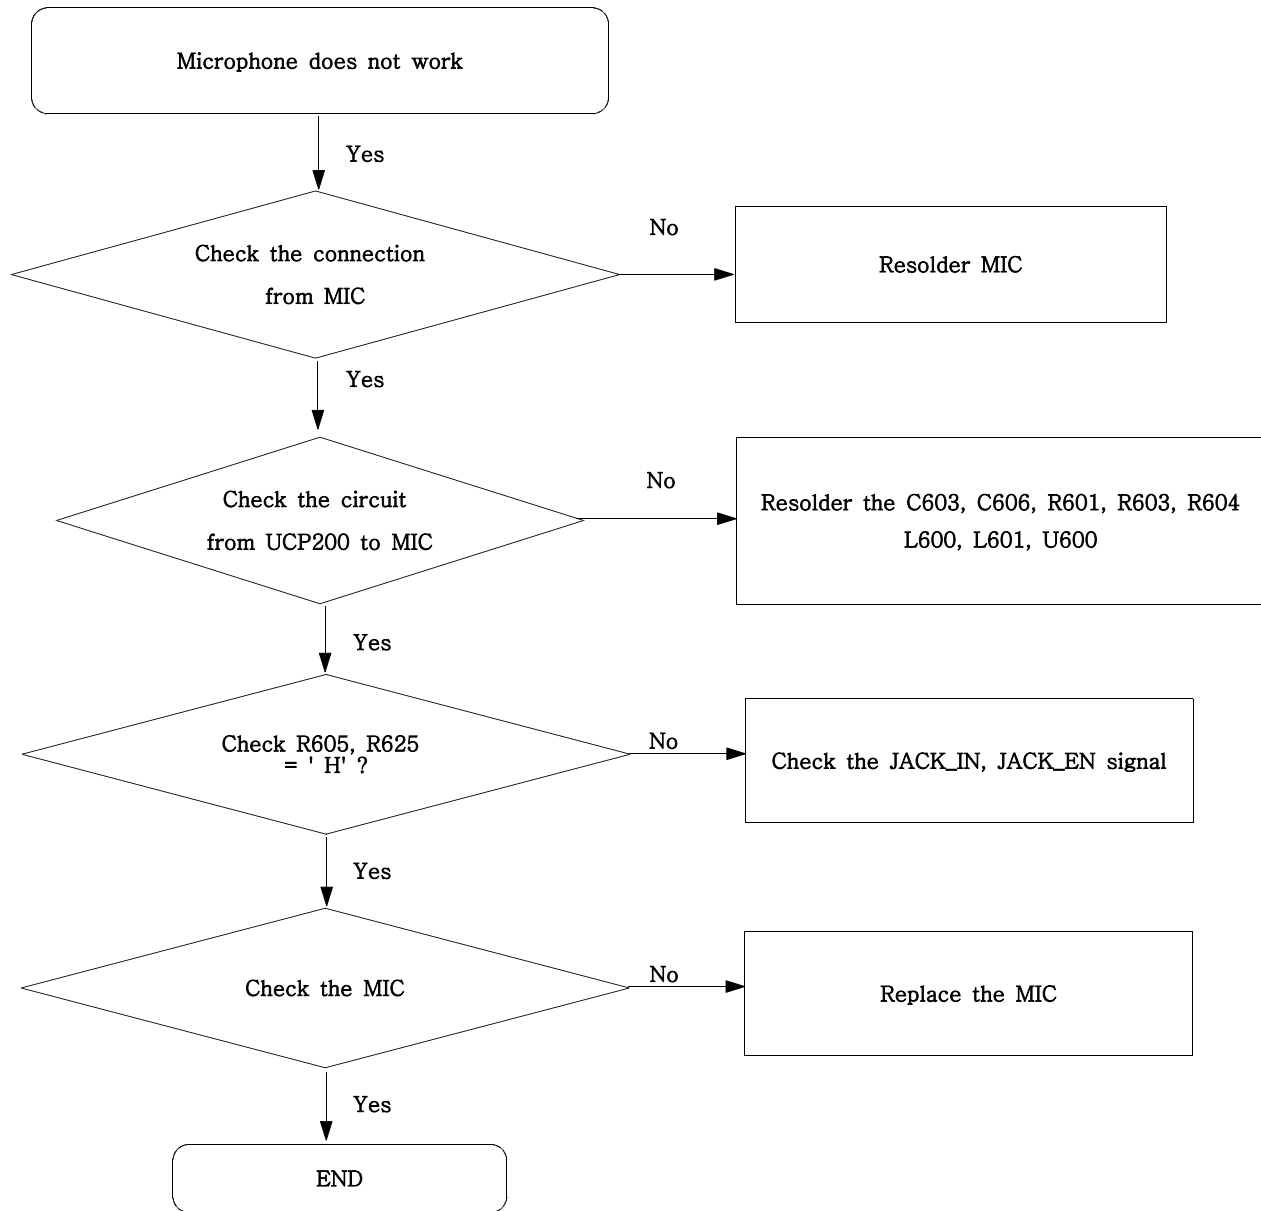 Microphone does not work
Yes
Check the connection
from MIC
No
Resolder MIC
Yes
Check the circuit
from UCP200 to MIC
No
Resolder the C603, C606, R601, R603, R604
L600, L601, U600
Yes
Check R605, R625
= ' H' ?
No
Check the JACK_IN, JACK_EN signal
Yes
Check the MIC
No
Replace the MIC
Yes
END